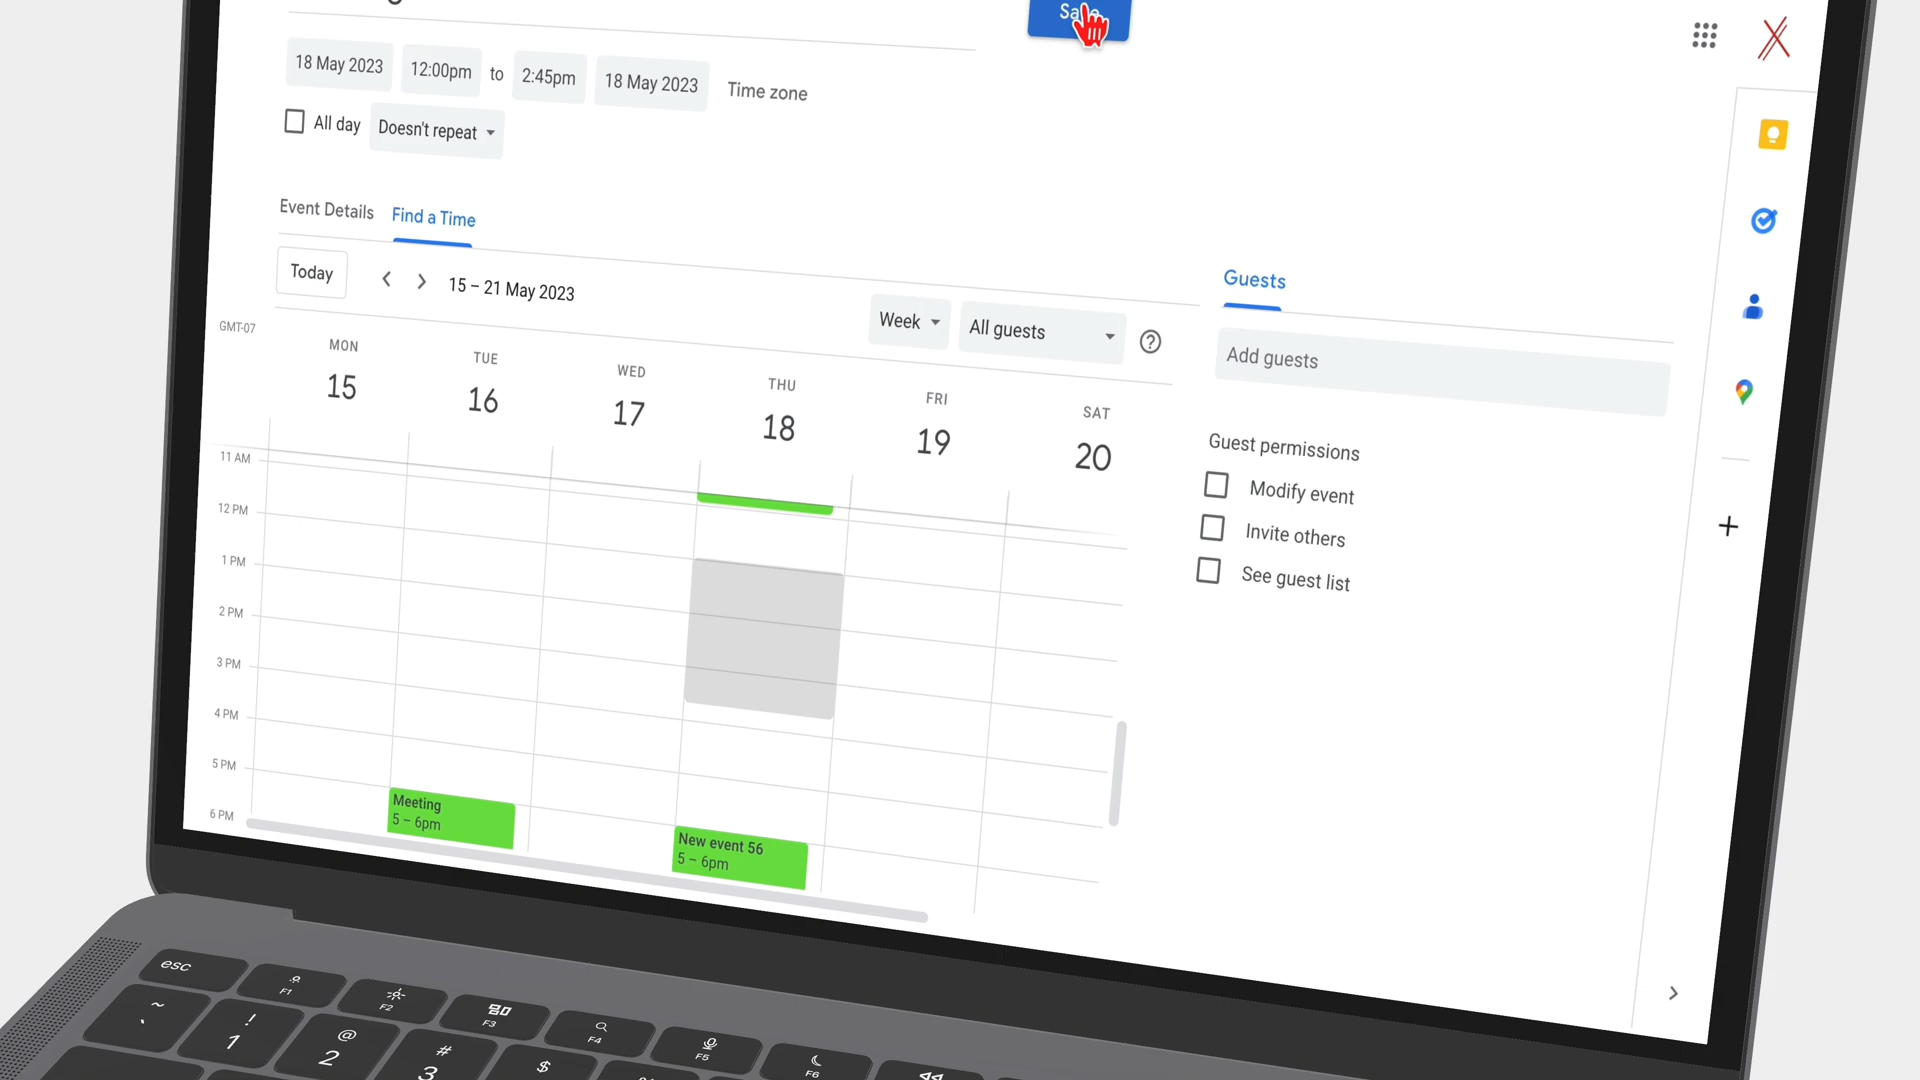 18 May 2023 12:00pm to 2:45pm 18 May 2023 Time zone
All day Doesn't repeat
Event Details Find a Time
Today 15 – 21 May 2023 Week All guests
GMT-07
MON TUE WED THU FRI SAT
15 16 17 18 19 20
11 AM
12 PM
1 PM
2 PM
3 PM
4 PM
5 PM
6 PM
Meeting
5 – 6pm
New event 56
5 – 6pm
Guests
Add guests
Guest permissions
Modify event
Invite others
See guest list
esc F1 F2 F3 F4 F5 F6
~ ! @ # $
` 1 2 3